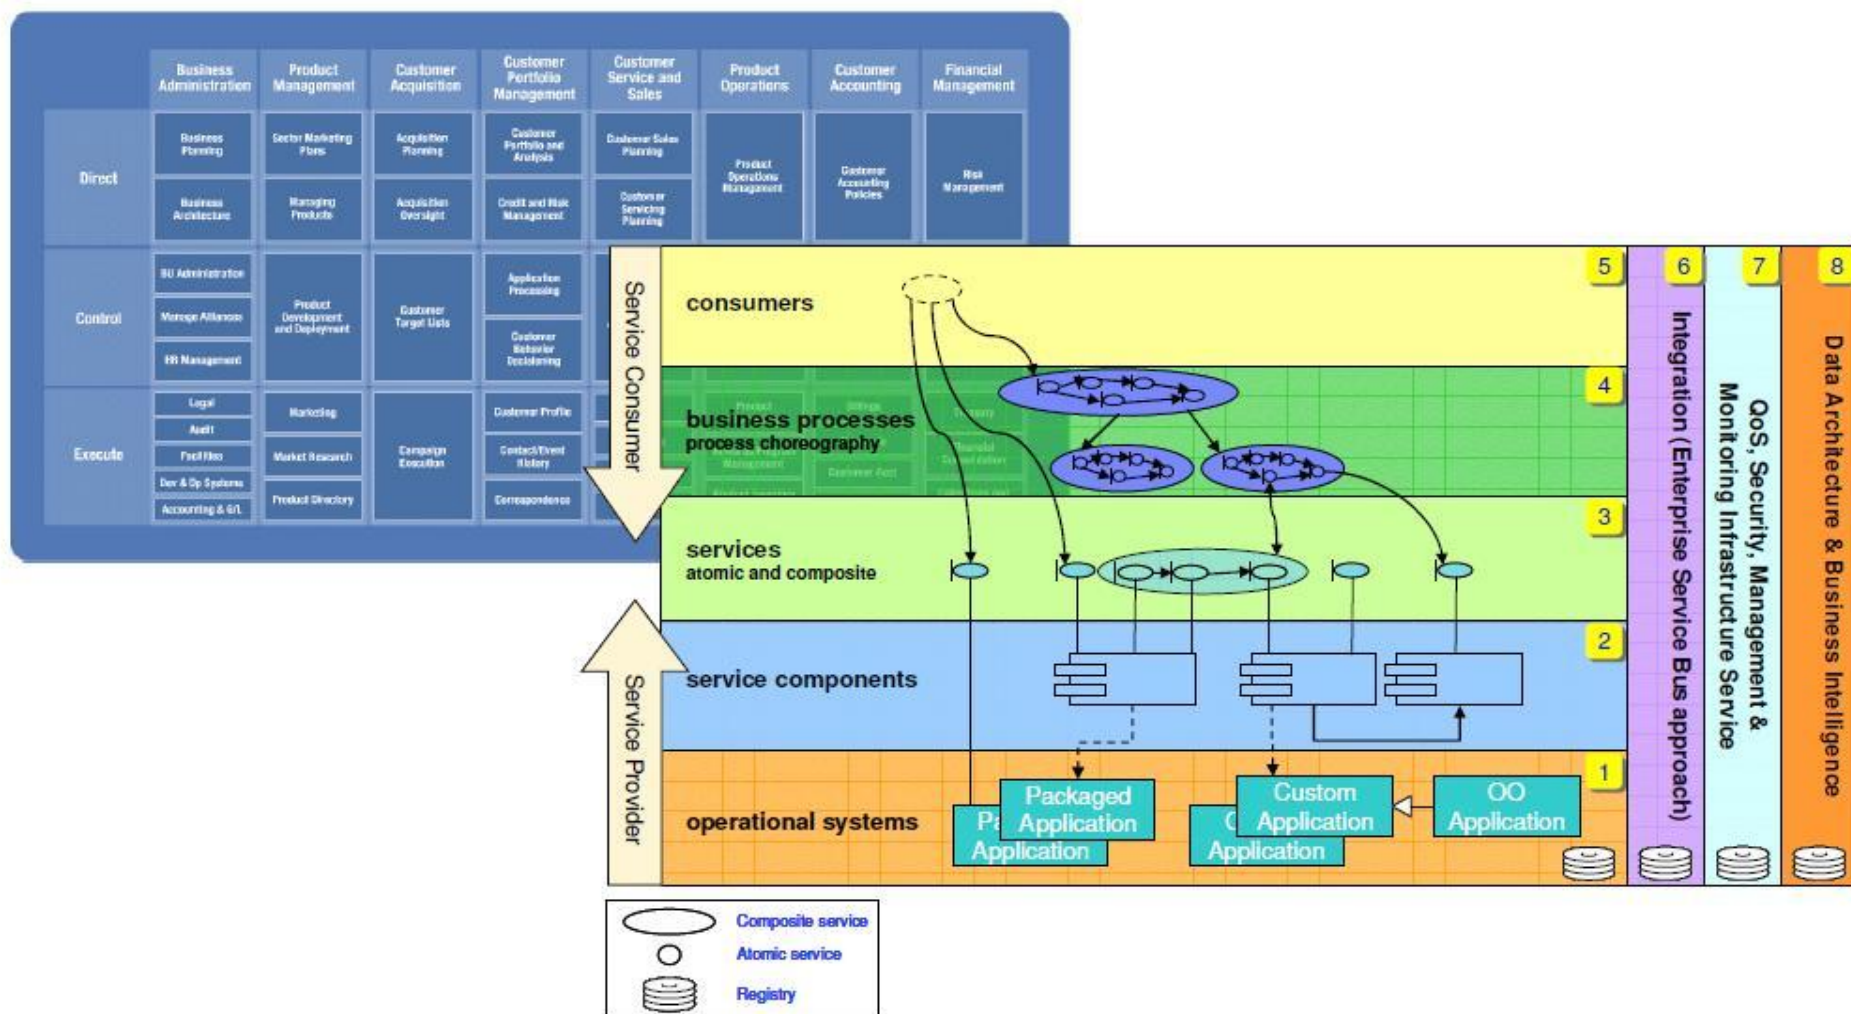 Business
Administration
Product
Management
Customer
Acquisition
Customer
Portfolio
Management
Customer
Service and
Sales
Product
Operations
Customer
Accounting
Financial
Management
Direct
Business
Planning
Sector Marketing
Plans
Acquisition
Planning
Customer
Portfolio and
Analysis
Customer Sales
Planning
Product
Operations
Management
Customer
Accounting
Policies
Risk
Management
Business
Architecture
Managing
Products
Acquisition
Oversight
Credit and Risk
Management
Customer
Servicing
Planning
Control
BU Administration
Manage Alliances
HR Management
Product
Development
and Deployment
Customer
Target Lists
Application
Processing
Customer
Behavior
Decisioning
Execute
Legal
Audit
Facilities
Dev & Op Systems
Accounting & G/L
Marketing
Market Research
Product Directory
Campaign
Execution
Customer Profile
Contact/Event
History
Correspondence
Product
Management
Billings
Treasury
Financial
Service Consumer
Service Provider
consumers
5
business processes
process choreography
4
services
atomic and composite
3
service components
2
operational systems
1
Packaged
Application
Pa
Application
Custom
Application
C
Application
OO
Application
6
Integration (Enterprise Service Bus approach)
7
QoS, Security, Management &
Monitoring Infrastructure Service
8
Data Architecture & Business Intelligence
Composite service
Atomic service
Registry